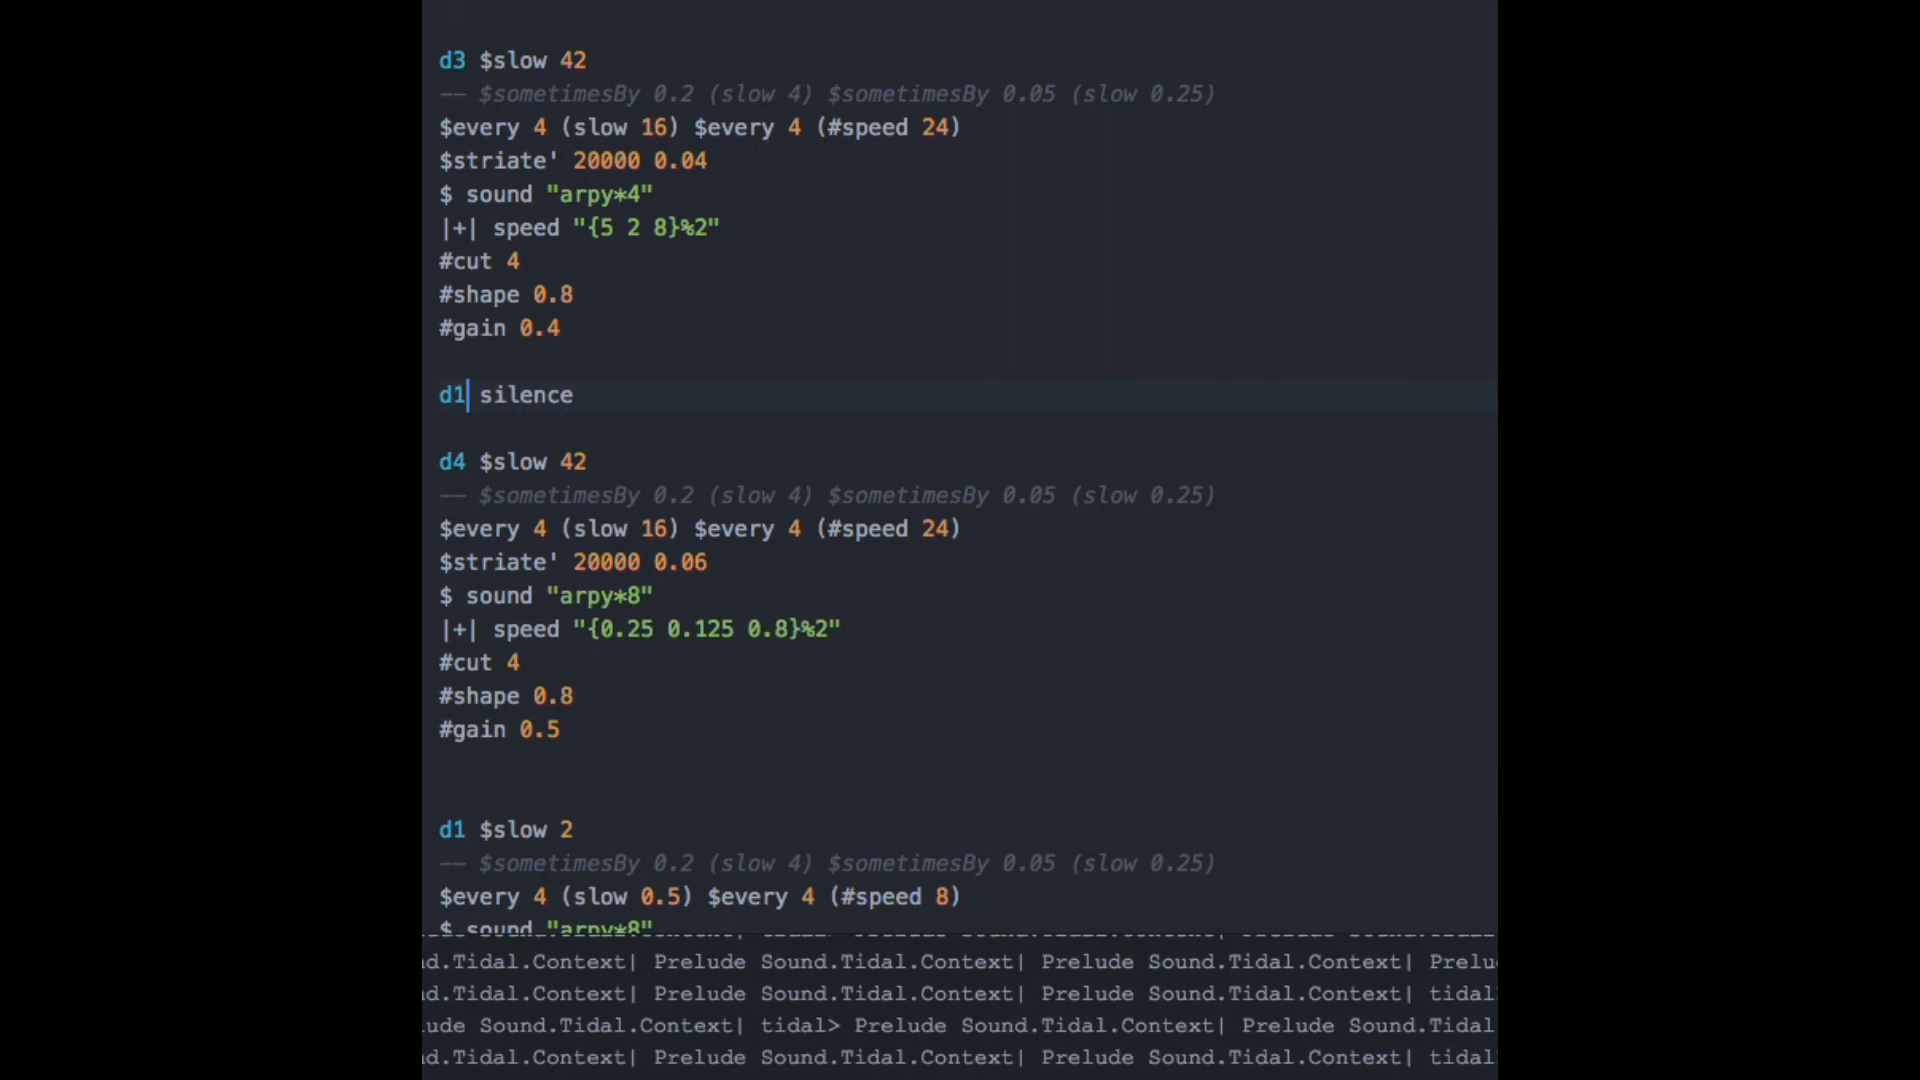 d3 $slow 42
-- $sometimesBy 0.2 (slow 4) $sometimesBy 0.05 (slow 0.25)
$every 4 (slow 16) $every 4 (#speed 24)
$striate' 20000 0.04
$ sound "arpy*4"
|+| speed "{5 2 8}%2"
#cut 4
#shape 0.8
#gain 0.4
d1 silence
d4 $slow 42
-- $sometimesBy 0.2 (slow 4) $sometimesBy 0.05 (slow 0.25)
$every 4 (slow 16) $every 4 (#speed 24)
$striate' 20000 0.06
$ sound "arpy*8"
|+| speed "{0.25 0.125 0.8}%2"
#cut 4
#shape 0.8
#gain 0.5
d1 $slow 2
-- $sometimesBy 0.2 (slow 4) $sometimesBy 0.05 (slow 0.25)
$every 4 (slow 0.5) $every 4 (#speed 8)
$ sound "arpy*8"
nd.Tidal.Context| Prelude Sound.Tidal.Context| Prelude Sound.Tidal.Context| Prelu
nd.Tidal.Context| Prelude Sound.Tidal.Context| Prelude Sound.Tidal.Context| tidal
lude Sound.Tidal.Context| tidal> Prelude Sound.Tidal.Context| Prelude Sound.Tidal
nd.Tidal.Context| Prelude Sound.Tidal.Context| Prelude Sound.Tidal.Context| tidal